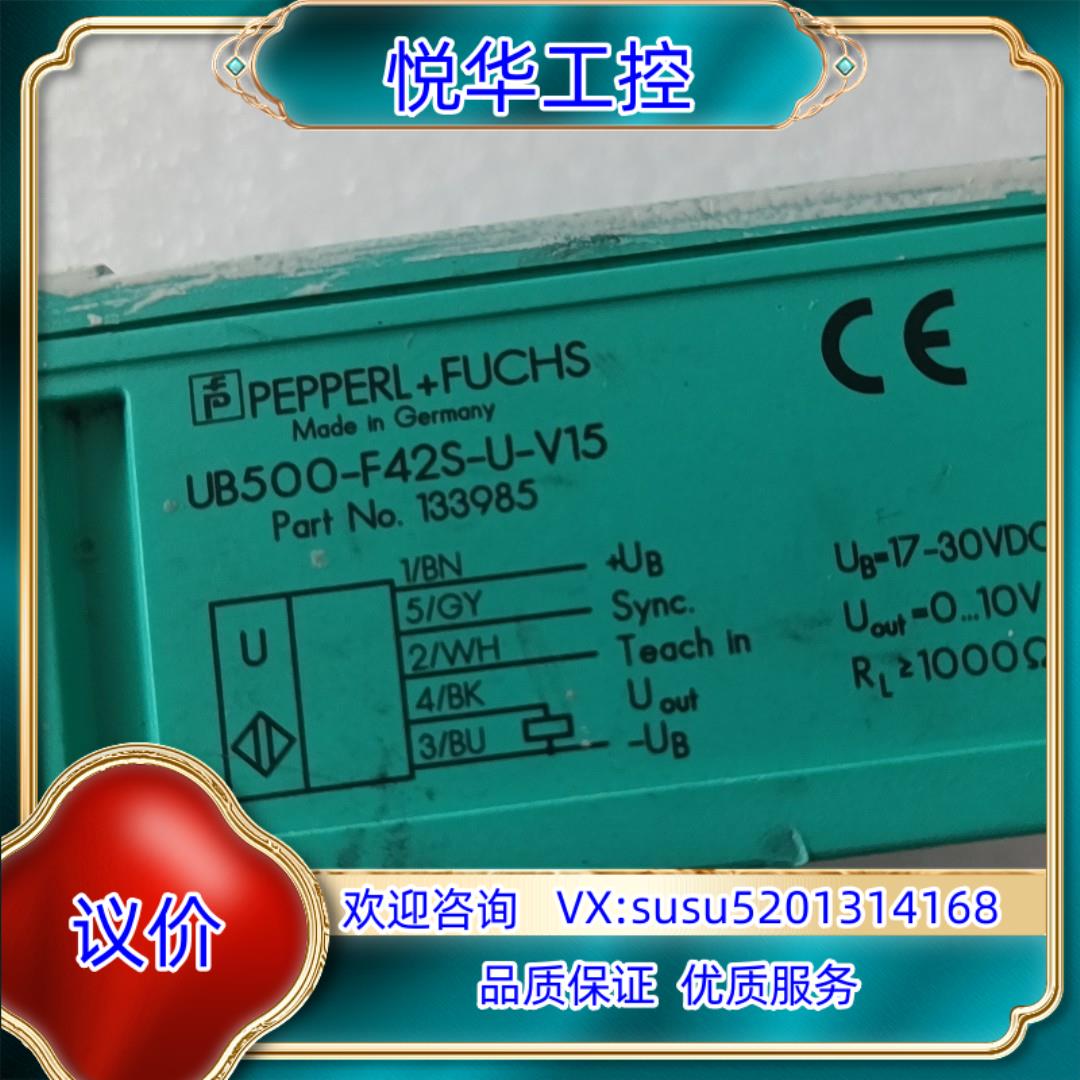 悦华工控
PEPPERL+FUCHS
Made in Germany
UB500-F42S-U-V15
Part No. 133985
CE
1/BN +UB
5/GY Sync.
2/WH Teach in
4/BK Uout
3/BU -UB
U
UB=17-30VDC
Uout=0...10V
RL≥1000Ω
议价
欢迎咨询 VX:susu5201314168
品质保证 优质服务